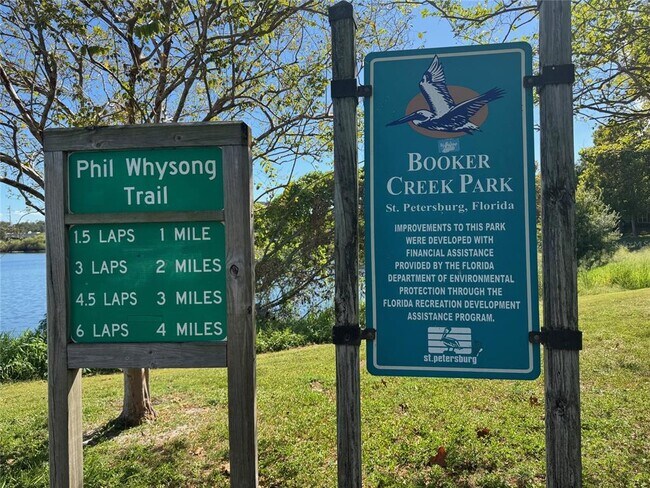 Phil Whysong
Trail
1.5 LAPS 1 MILE
3 LAPS 2 MILES
4.5 LAPS 3 MILES
6 LAPS 4 MILES
BOOKER
CREEK PARK
St. Petersburg, Florida
IMPROVEMENTS TO THIS PARK
WERE DEVELOPED WITH
FINANCIAL ASSISTANCE
PROVIDED BY THE FLORIDA
DEPARTMENT OF ENVIRONMENTAL
PROTECTION THROUGH THE
FLORIDA RECREATION DEVELOPMENT
ASSISTANCE PROGRAM.
st.petersburg